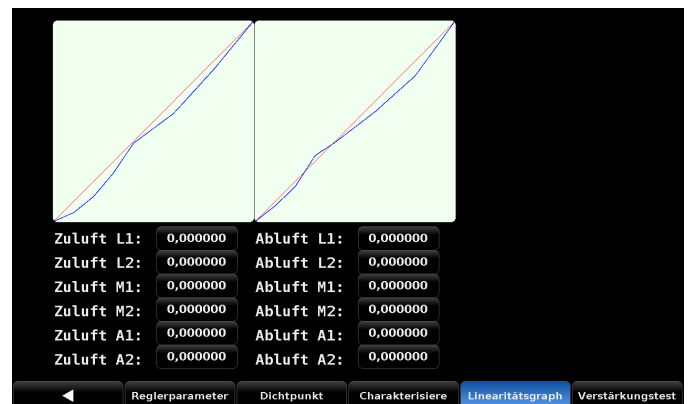 Zuluft L1: 0,000000 Abluft L1: 0,000000
Zuluft L2: 0,000000 Abluft L2: 0,000000
Zuluft M1: 0,000000 Abluft M1: 0,000000
Zuluft M2: 0,000000 Abluft M2: 0,000000
Zuluft A1: 0,000000 Abluft A1: 0,000000
Zuluft A2: 0,000000 Abluft A2: 0,000000
Reglerparameter Dichtpunkt Charakterisiere Linearitätsgraph Verstärkungstest